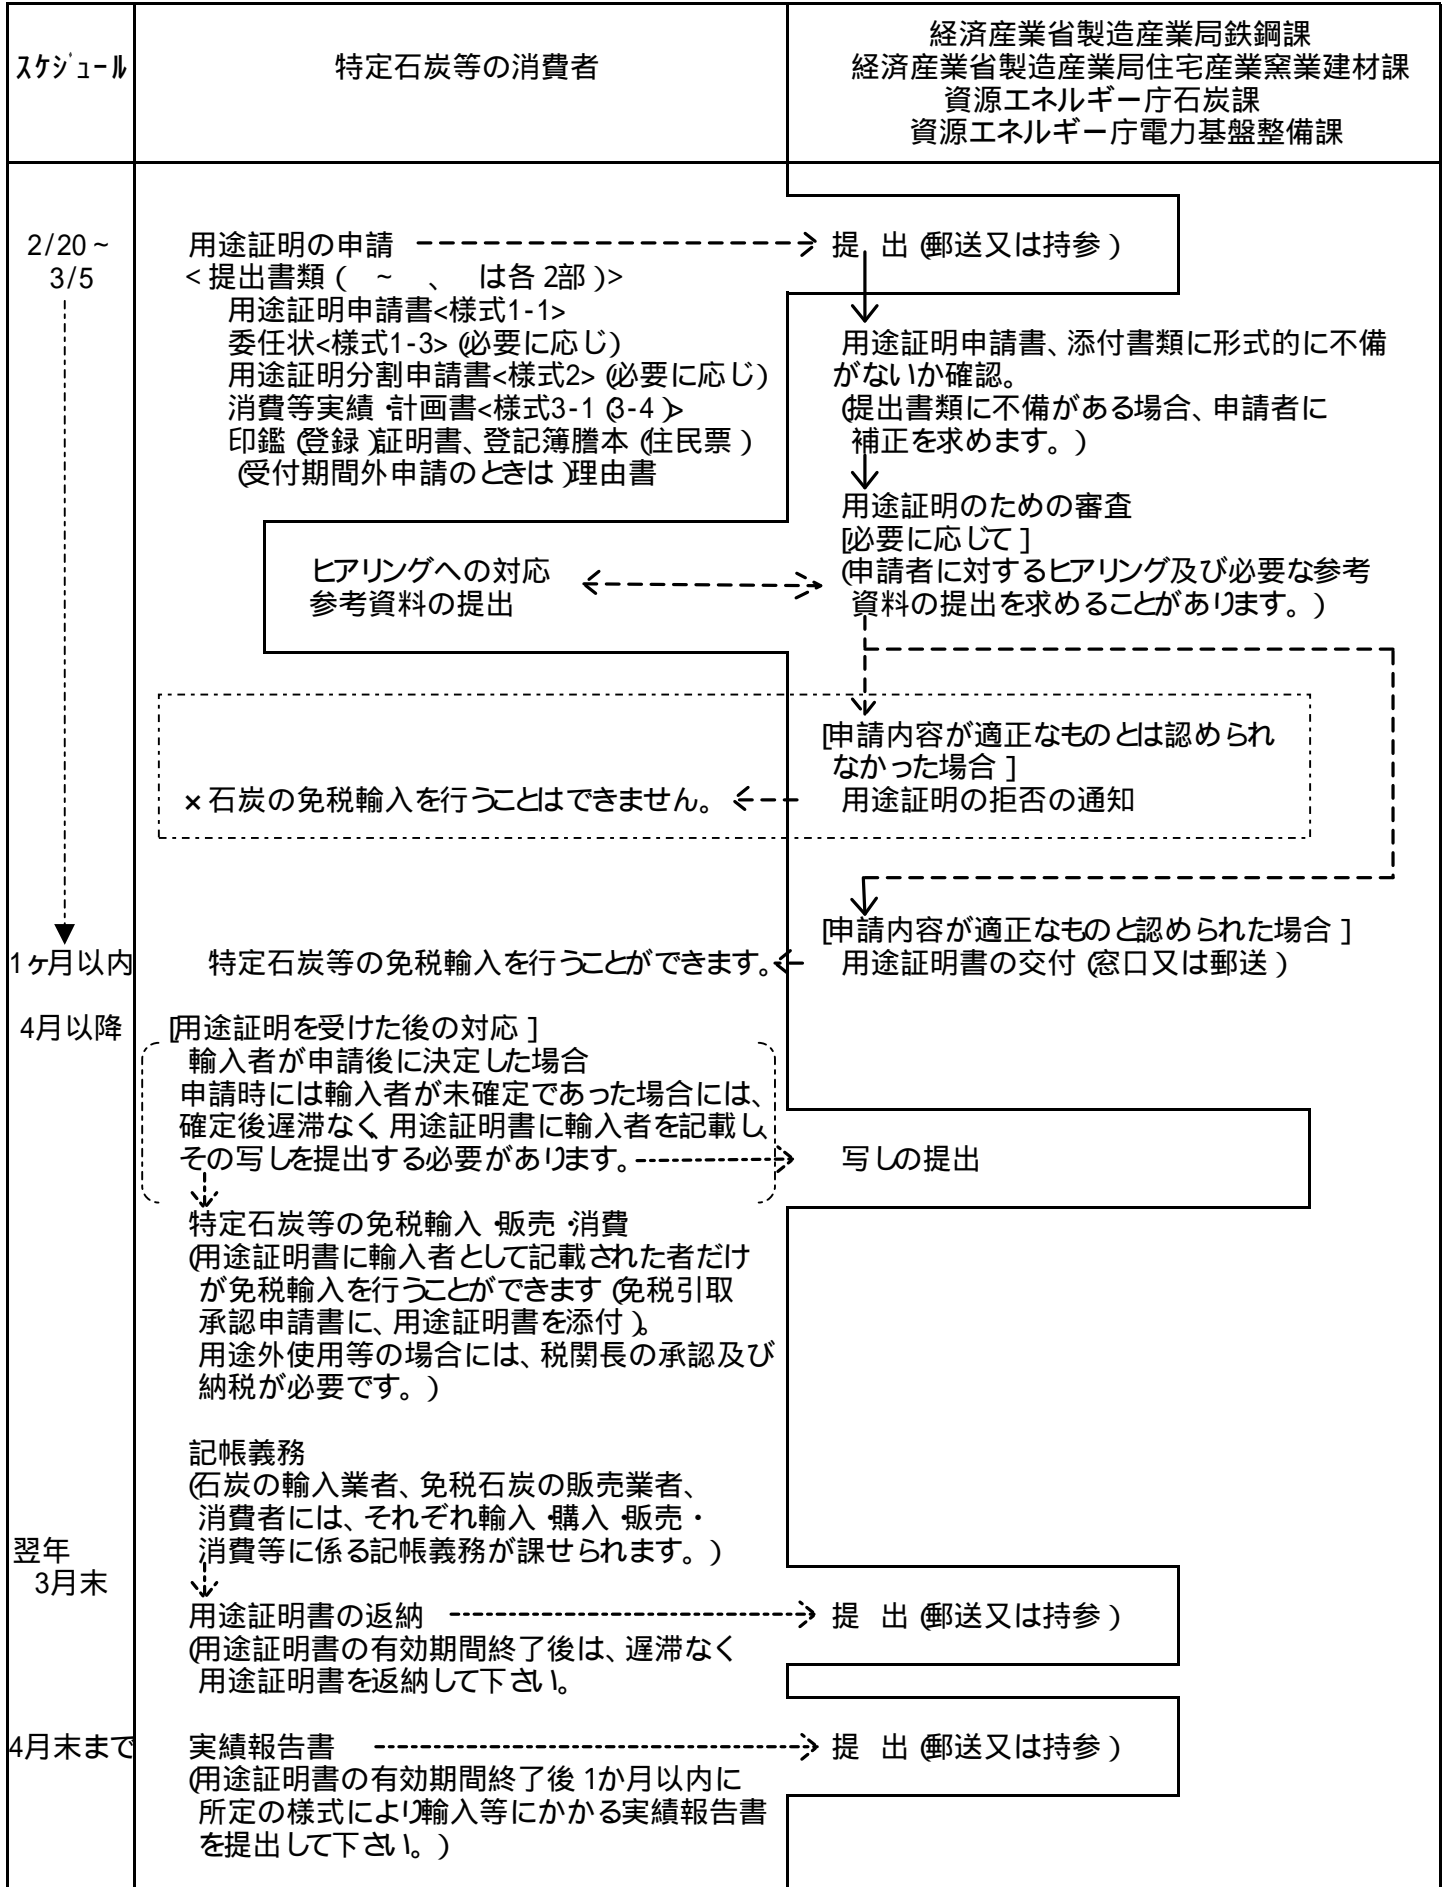 スケジュール
特定石炭等の消費者
経済産業省製造産業局鉄鋼課
経済産業省製造産業局住宅産業窯業建材課
資源エネルギー庁石炭課
資源エネルギー庁電力基盤整備課
2/20～
3/5
用途証明の申請
<提出書類（　～　、　は各2部）>
用途証明申請書<様式1-1>
委任状<様式1-3>（必要に応じ）
用途証明分割申請書<様式2>（必要に応じ）
消費等実績・計画書<様式3-1（3-4）>
印鑑（登録）証明書、登記簿謄本（住民票）
（受付期間外申請のときは）理由書
提　出（郵送又は持参）
用途証明申請書、添付書類に形式的に不備
がないか確認。
（提出書類に不備がある場合、申請者に
補正を求めます。）
用途証明のための審査
[必要に応じて]
（申請者に対するヒアリング及び必要な参考
資料の提出を求めることがあります。）
ヒアリングへの対応
参考資料の提出
[申請内容が適正なものとは認められ
なかった場合]
用途証明の拒否の通知
×石炭の免税輸入を行うことはできません。
[申請内容が適正なものと認められた場合]
用途証明書の交付（窓口又は郵送）
1ヶ月以内
特定石炭等の免税輸入を行うことができます。
4月以降
[用途証明を受けた後の対応]
輸入者が申請後に決定した場合
申請時には輸入者が未確定であった場合には、
確定後遅滞なく、用途証明書に輸入者を記載し、
その写しを提出する必要があります。
写しの提出
特定石炭等の免税輸入・販売・消費
（用途証明書に輸入者として記載された者だけ
が免税輸入を行うことができます（免税引取
承認申請書に、用途証明書を添付）。
用途外使用等の場合には、税関長の承認及び
納税が必要です。）
記帳義務
（石炭の輸入業者、免税石炭の販売業者、
消費者には、それぞれ輸入・購入・販売・
消費等に係る記帳義務が課せられます。）
翌年
3月末
用途証明書の返納
提　出（郵送又は持参）
（用途証明書の有効期間終了後は、遅滞なく
用途証明書を返納して下さい。
4月末まで
実績報告書
提　出（郵送又は持参）
（用途証明書の有効期間終了後1か月以内に
所定の様式により輸入等にかかる実績報告書
を提出して下さい。）